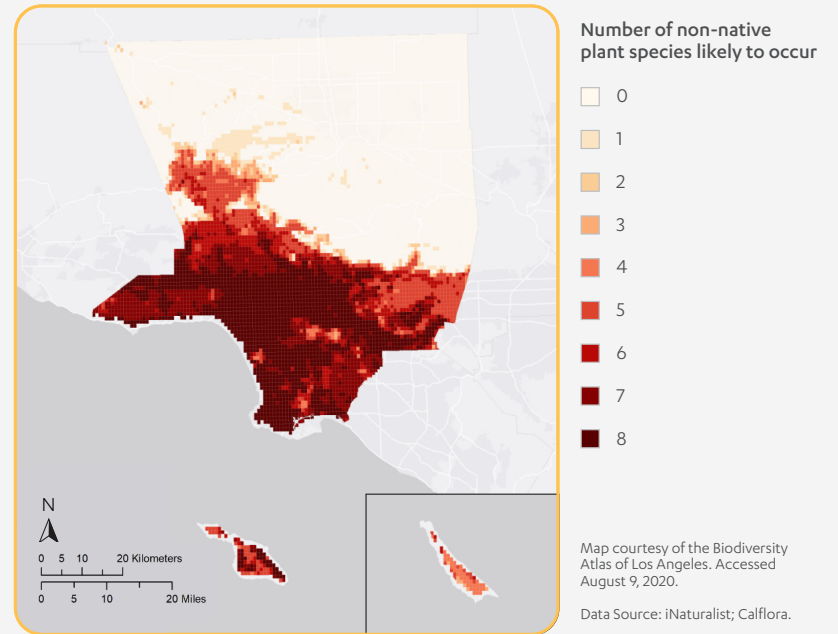 Number of non-native
plant species likely to occur
0
1
2
3
4
5
6
7
8
N
0 5 10 20 Kilometers
0 5 10 20 Miles
Map courtesy of the Biodiversity
Atlas of Los Angeles. Accessed
August 9, 2020.
Data Source: iNaturalist; Calflora.